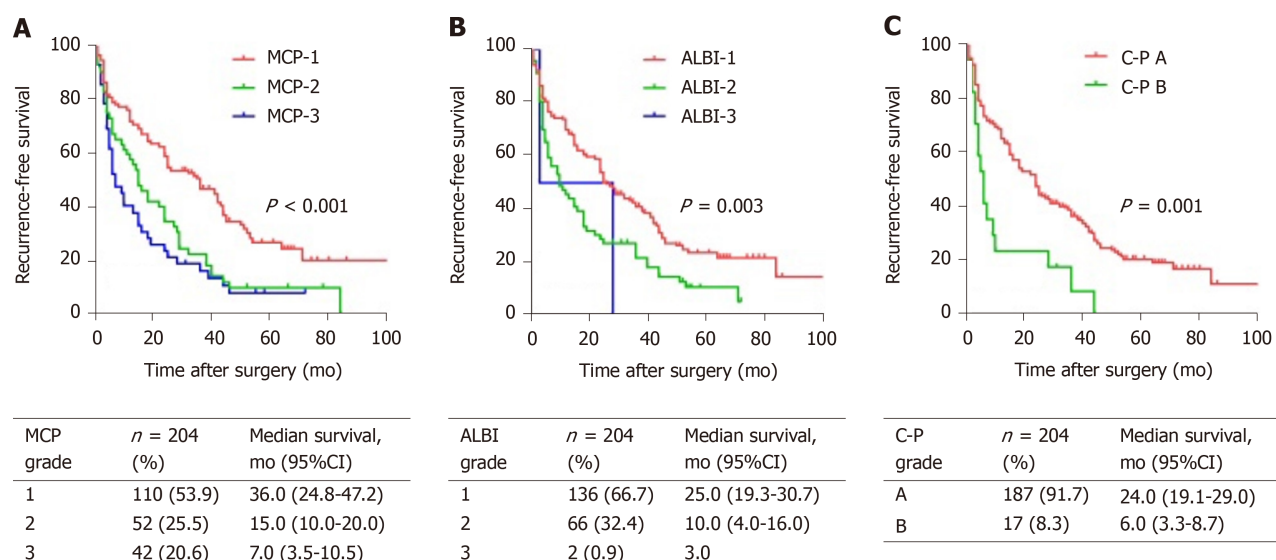 A
100
80
60
40
20
0
Recurrence-free survival
MCP-1
MCP-2
MCP-3
P < 0.001
0 20 40 60 80 100
Time after surgery (mo)
MCP grade n = 204 (%) Median survival, mo (95%CI)
1 110 (53.9) 36.0 (24.8-47.2)
2 52 (25.5) 15.0 (10.0-20.0)
3 42 (20.6) 7.0 (3.5-10.5)
B
100
80
60
40
20
0
Recurrence-free survival
ALBI-1
ALBI-2
ALBI-3
P = 0.003
0 20 40 60 80 100
Time after surgery (mo)
ALBI grade n = 204 (%) Median survival, mo (95%CI)
1 136 (66.7) 25.0 (19.3-30.7)
2 66 (32.4) 10.0 (4.0-16.0)
3 2 (0.9) 3.0
C
100
80
60
40
20
0
Recurrence-free survival
C-P A
C-P B
P = 0.001
0 20 40 60 80 100
Time after surgery (mo)
C-P grade n = 204 (%) Median survival, mo (95%CI)
A 187 (91.7) 24.0 (19.1-29.0)
B 17 (8.3) 6.0 (3.3-8.7)